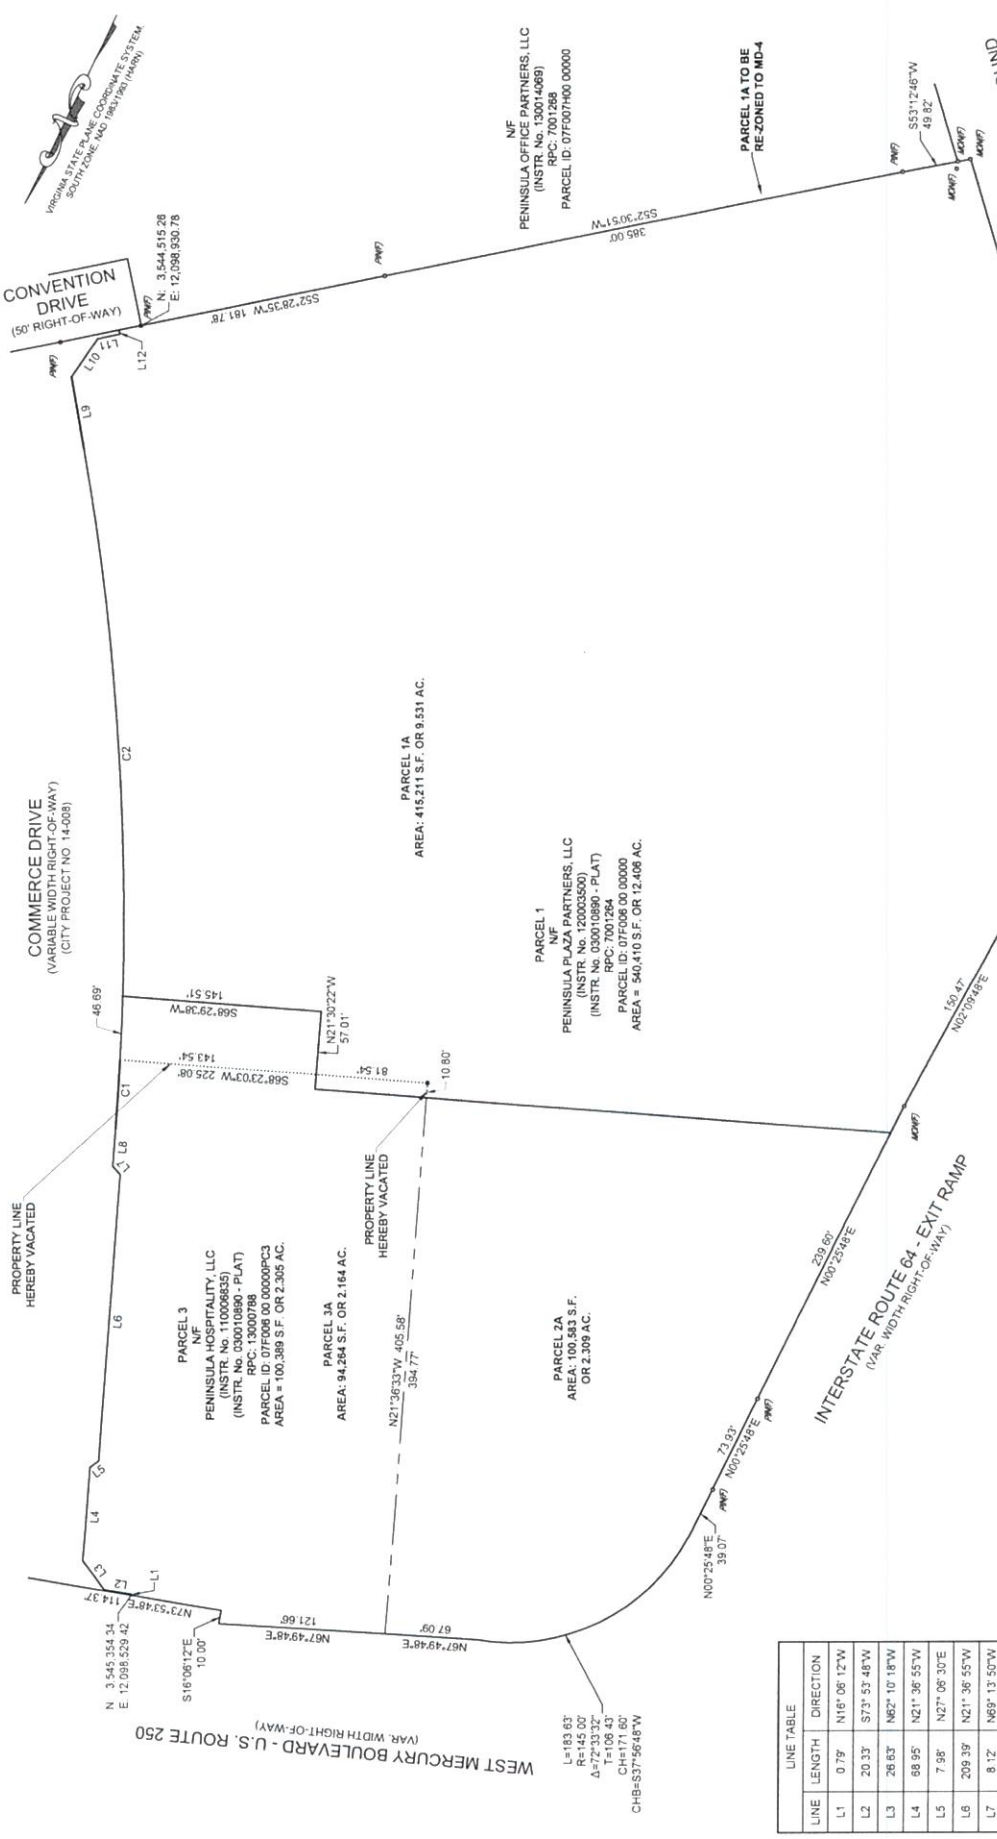 VIRGINIA STATE PLANE COORDINATE SYSTEM,
SOUTH ZONE, NAD 1983/1993 (HARN)
CONVENTION
DRIVE
(50' RIGHT-OF-WAY)
PIN(F)
PIN(F)
N: 3,544,515.26
E: 12,098,930.78
L9
L10
L11
L12
S52°28'35"W 181.78'
PIN(F)
N/F
PENINSULA OFFICE PARTNERS, LLC
(INSTR. No. 130014069)
RPC: 7001268
PARCEL ID: 07F007H00 00000
S52°30'51"W
385.00'
PARCEL 1A TO BE
RE-ZONED TO MD-4
PIN(F)
S53°12'46"W
49.82'
MON(F)
MON(F)
MON(F)
COMMERCE DRIVE
(VARIABLE WIDTH RIGHT-OF-WAY)
(CITY PROJECT NO. 14-008)
C2
46.69'
C1
L8
L7
L6
L5
L4
L3
L2
L1
PARCEL 1A
AREA: 415,211 S.F. OR 9.531 AC.
PARCEL 1
N/F
PENINSULA PLAZA PARTNERS, LLC
(INSTR. No. 120003500)
(INSTR. No. 030010890 - PLAT)
RPC: 7001264
PARCEL ID: 07F006 00 00000
AREA = 540,410 S.F. OR 12.406 AC.
S68°29'38"W
145.51'
N21°30'22"W
57.01'
143.54'
S68°23'03"W 225.08'
81.54'
10.80'
PROPERTY LINE
HEREBY VACATED
PROPERTY LINE
HEREBY VACATED
PARCEL 3
N/F
PENINSULA HOSPITALITY, LLC
(INSTR. No. 110006835)
(INSTR. No. 030010890 - PLAT)
RPC: 13000788
PARCEL ID: 07F006 00 00000PC3
AREA = 100,389 S.F. OR 2.305 AC.
PARCEL 3A
AREA: 94,264 S.F. OR 2.164 AC.
N21°36'33"W 405.58'
394.77'
PARCEL 2A
AREA: 100,583 S.F.
OR 2.309 AC.
150.47'
N02°09'48"E
MON(F)
239.60'
N00°25'48"E
INTERSTATE ROUTE 64 - EXIT RAMP
(VAR. WIDTH RIGHT-OF-WAY)
PIN(F)
73.93'
N00°25'48"E
PIN(F)
N00°25'48"E
39.07'
N 3,545,354.34
E: 12,098,529.42
N73°53'48"E 114.37'
S16°06'12"E
10.00'
121.66'
N67°49'48"E
67.09'
N67°49'48"E
WEST MERCURY BOULEVARD - U.S. ROUTE 250
(VAR. WIDTH RIGHT-OF-WAY)
L=183.63'
R=145.00'
Δ=72°33'32"
T=106.43'
CH=171.60'
CHB=S37°56'48"W
LINE TABLE
LINE LENGTH DIRECTION
L1 0.79' N16° 06' 12"W
L2 20.33' S73° 53' 48"W
L3 26.63' N62° 10' 18"W
L4 68.95' N21° 36' 55"W
L5 7.98' N27° 06' 30"E
L6 209.39' N21° 36' 55"W
L7 8.12' N69° 13' 50"W